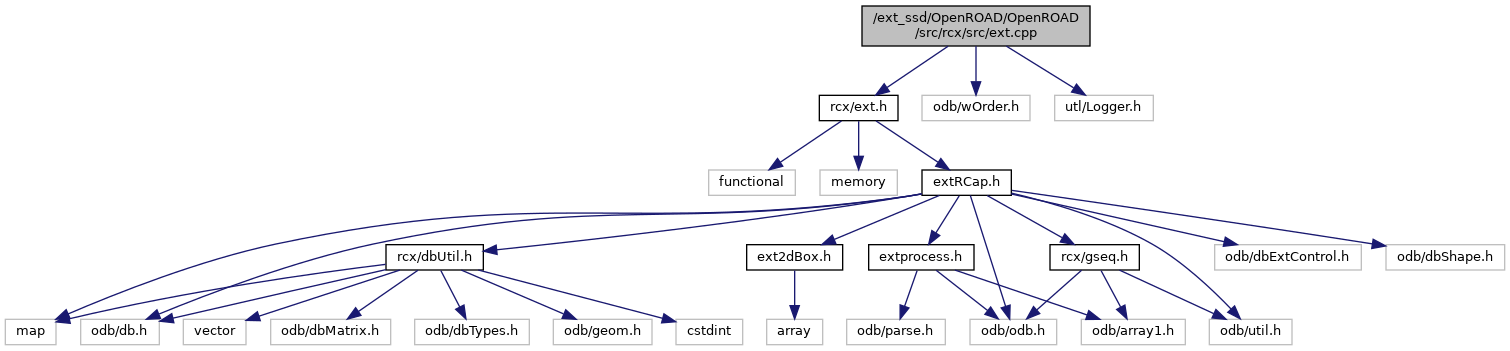 /ext_ssd/OpenROAD/OpenROAD
/src/rcx/src/ext.cpp
rcx/ext.h
odb/wOrder.h
utl/Logger.h
functional
memory
extRCap.h
rcx/dbUtil.h
ext2dBox.h
extprocess.h
rcx/gseq.h
odb/dbExtControl.h
odb/dbShape.h
map
odb/db.h
vector
odb/dbMatrix.h
odb/dbTypes.h
odb/geom.h
cstdint
array
odb/parse.h
odb/odb.h
odb/array1.h
odb/util.h